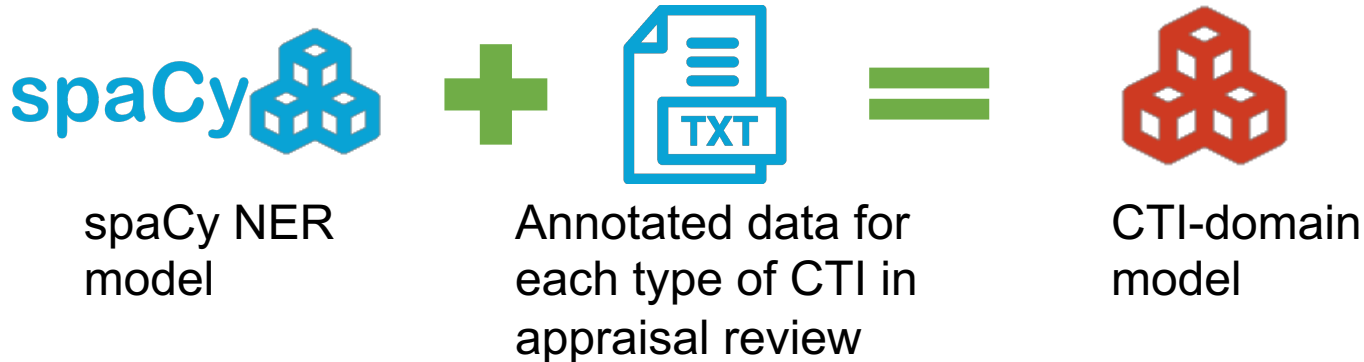 spaCy
TXT
spaCy NER
model
Annotated data for
each type of CTI in
appraisal review
CTI-domain
model